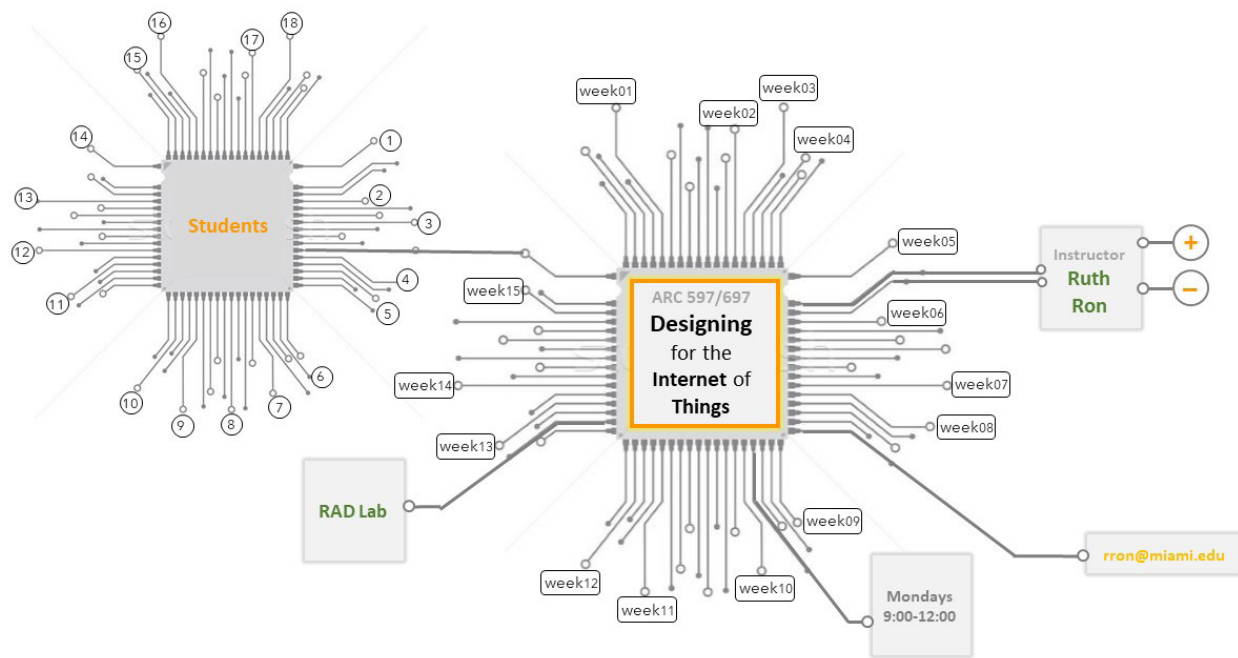 16
17
18
15
14
1
13
2
3
Students
12
4
11
5
10
9
8
7
6
week01
week02
week03
week04
week05
week15
week06
ARC 597/697
Designing
for the
Internet of
Things
week14
week07
week13
week08
week12
week11
week10
week09
Instructor
Ruth
Ron
+
−
RAD Lab
Mondays
9:00-12:00
rron@miami.edu